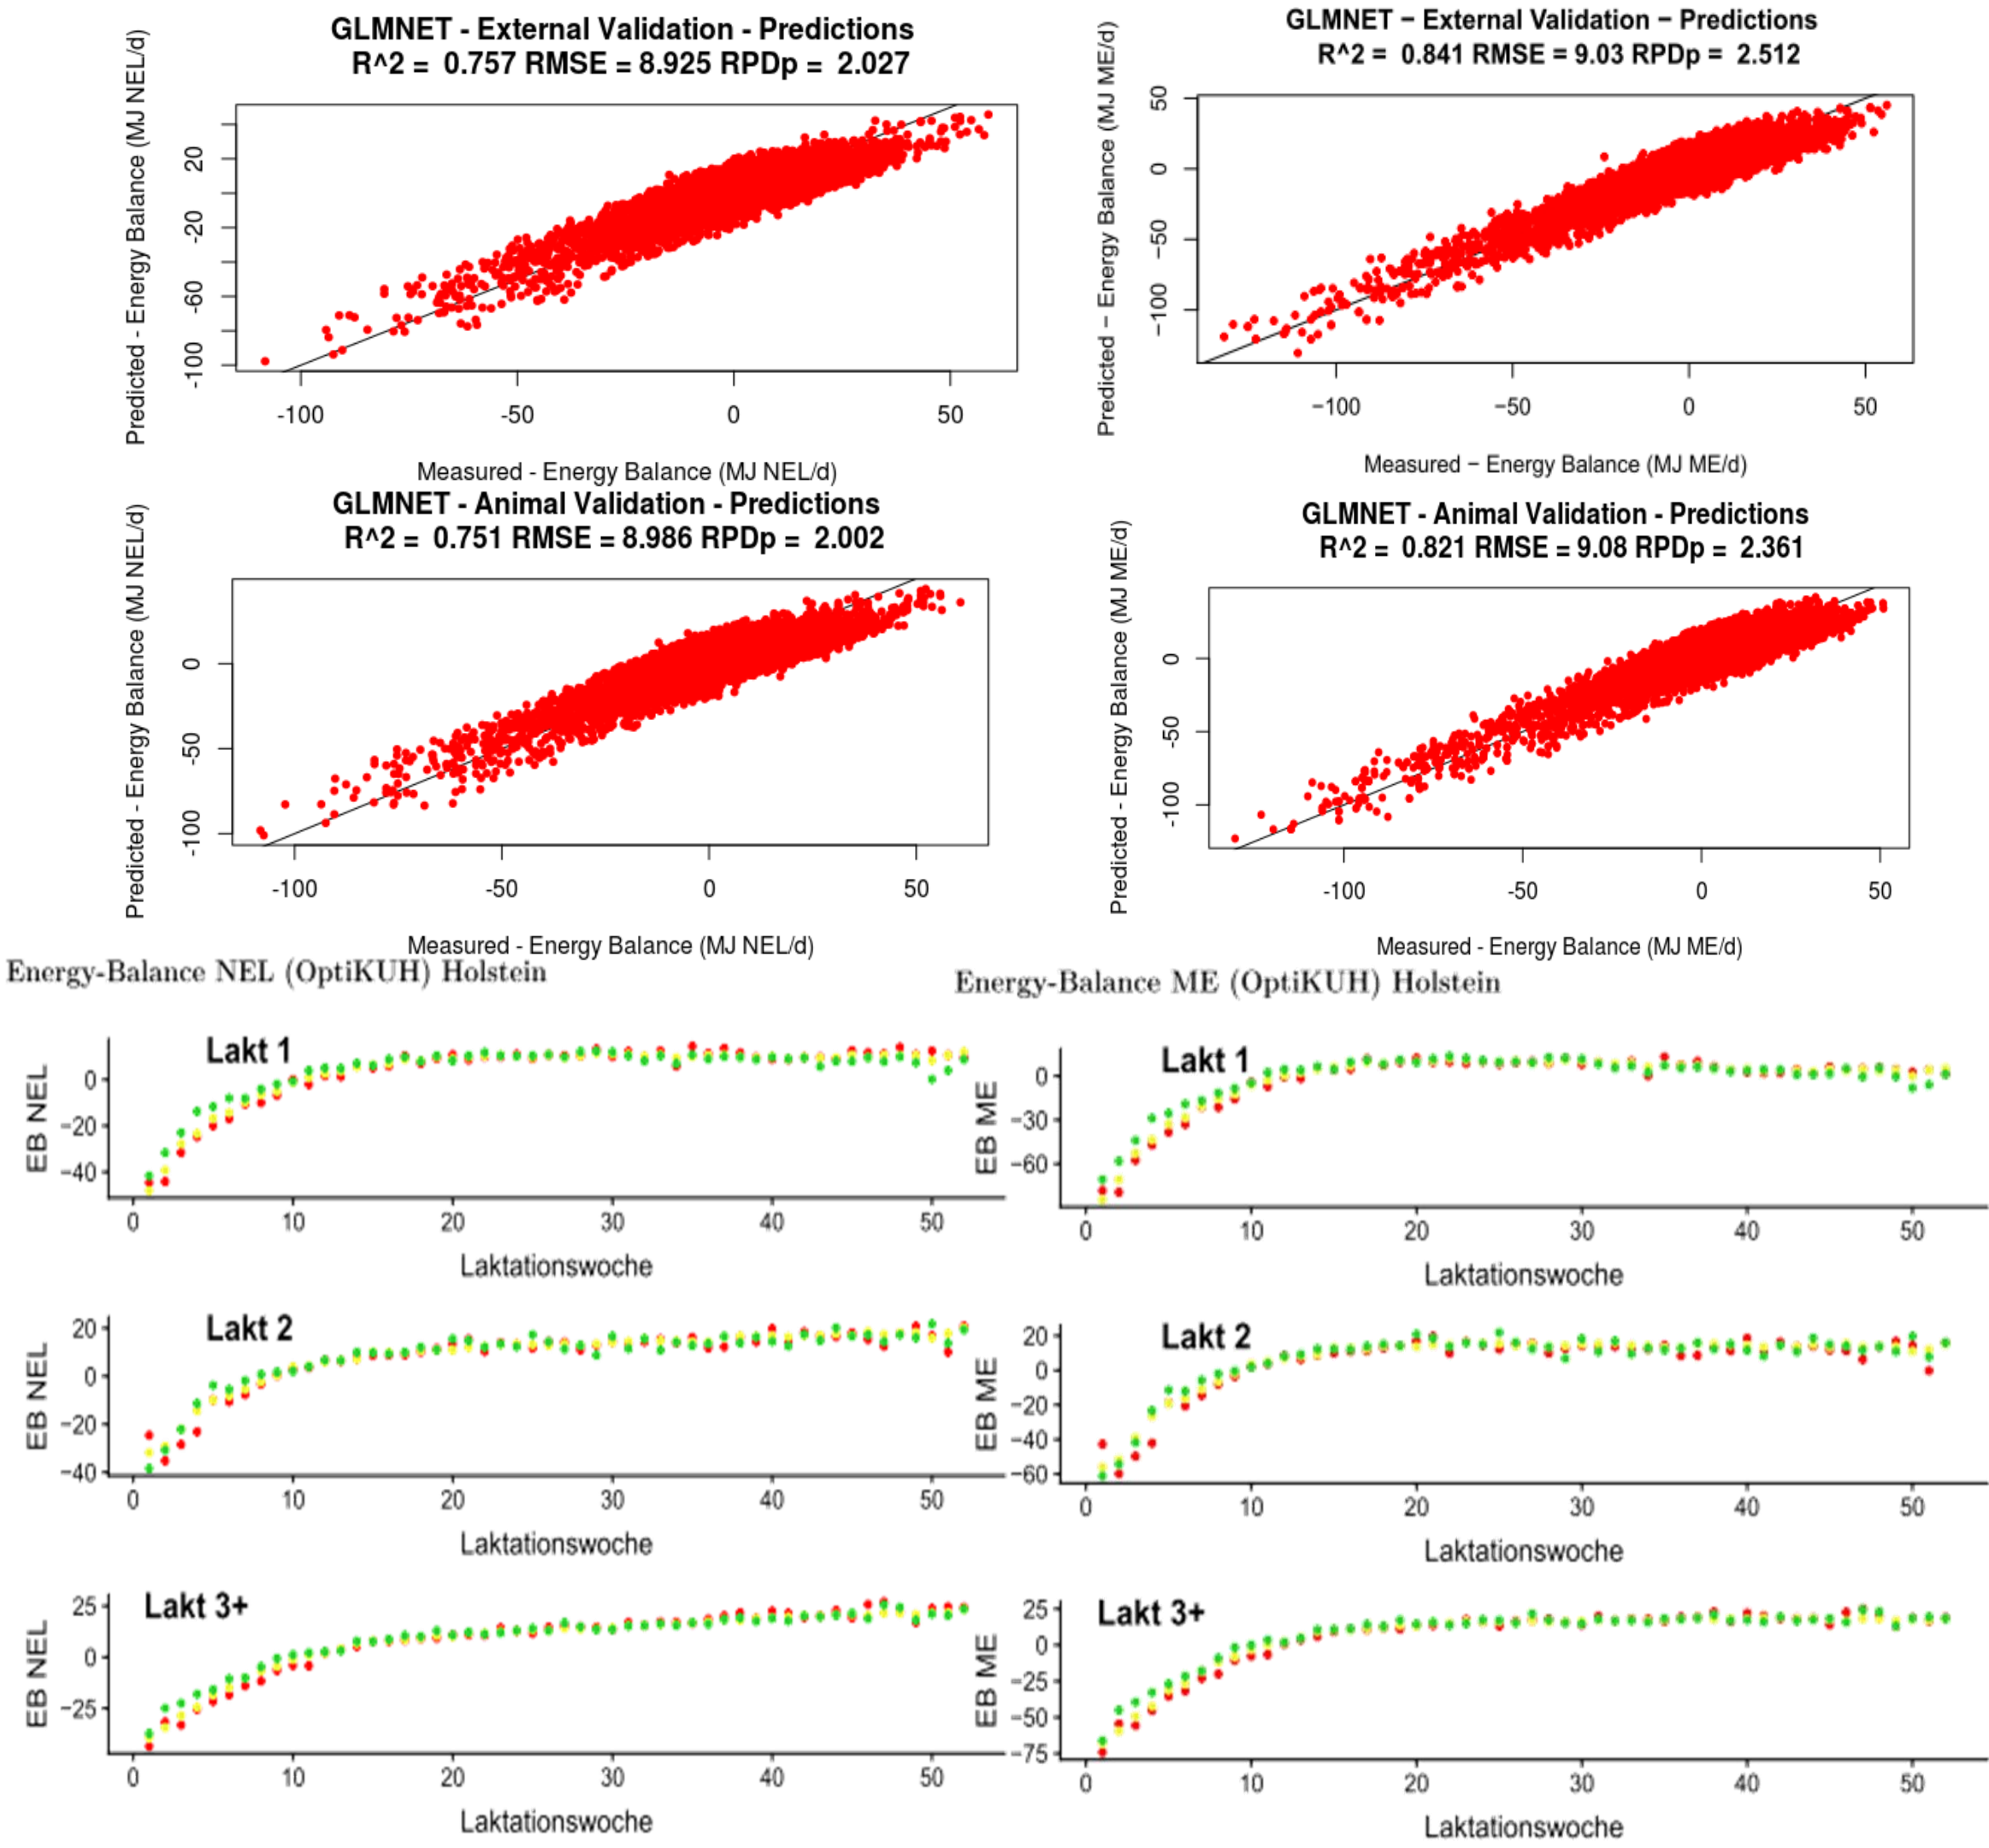 GLMNET - External Validation - Predictions
R^2 = 0.757 RMSE = 8.925 RPDp = 2.027
Predicted - Energy Balance (MJ NEL/d)
20
-20
-60
-100
-100 -50 0 50
Measured - Energy Balance (MJ NEL/d)
GLMNET − External Validation − Predictions
R^2 = 0.841 RMSE = 9.03 RPDp = 2.512
Predicted − Energy Balance (MJ ME/d)
50
0
−50
−100
−100 −50 0 50
Measured − Energy Balance (MJ ME/d)
GLMNET - Animal Validation - Predictions
R^2 = 0.751 RMSE = 8.986 RPDp = 2.002
Predicted - Energy Balance (MJ NEL/d)
0
-50
-100
-100 -50 0 50
Measured - Energy Balance (MJ NEL/d)
GLMNET - Animal Validation - Predictions
R^2 = 0.821 RMSE = 9.08 RPDp = 2.361
Predicted - Energy Balance (MJ ME/d)
0
-50
-100
-100 -50 0 50
Measured - Energy Balance (MJ ME/d)
Energy-Balance NEL (OptiKUH) Holstein
Lakt 1
EB NEL
0
−20
−40
0 10 20 30 40 50
Laktationswoche
Lakt 2
EB NEL
20
0
−20
−40
0 10 20 30 40 50
Laktationswoche
Lakt 3+
EB NEL
25
0
−25
0 10 20 30 40 50
Laktationswoche
Energy-Balance ME (OptiKUH) Holstein
Lakt 1
EB ME
0
−30
−60
0 10 20 30 40 50
Laktationswoche
Lakt 2
EB ME
20
0
−20
−40
−60
0 10 20 30 40 50
Laktationswoche
Lakt 3+
EB ME
25
0
−25
−50
−75
0 10 20 30 40 50
Laktationswoche